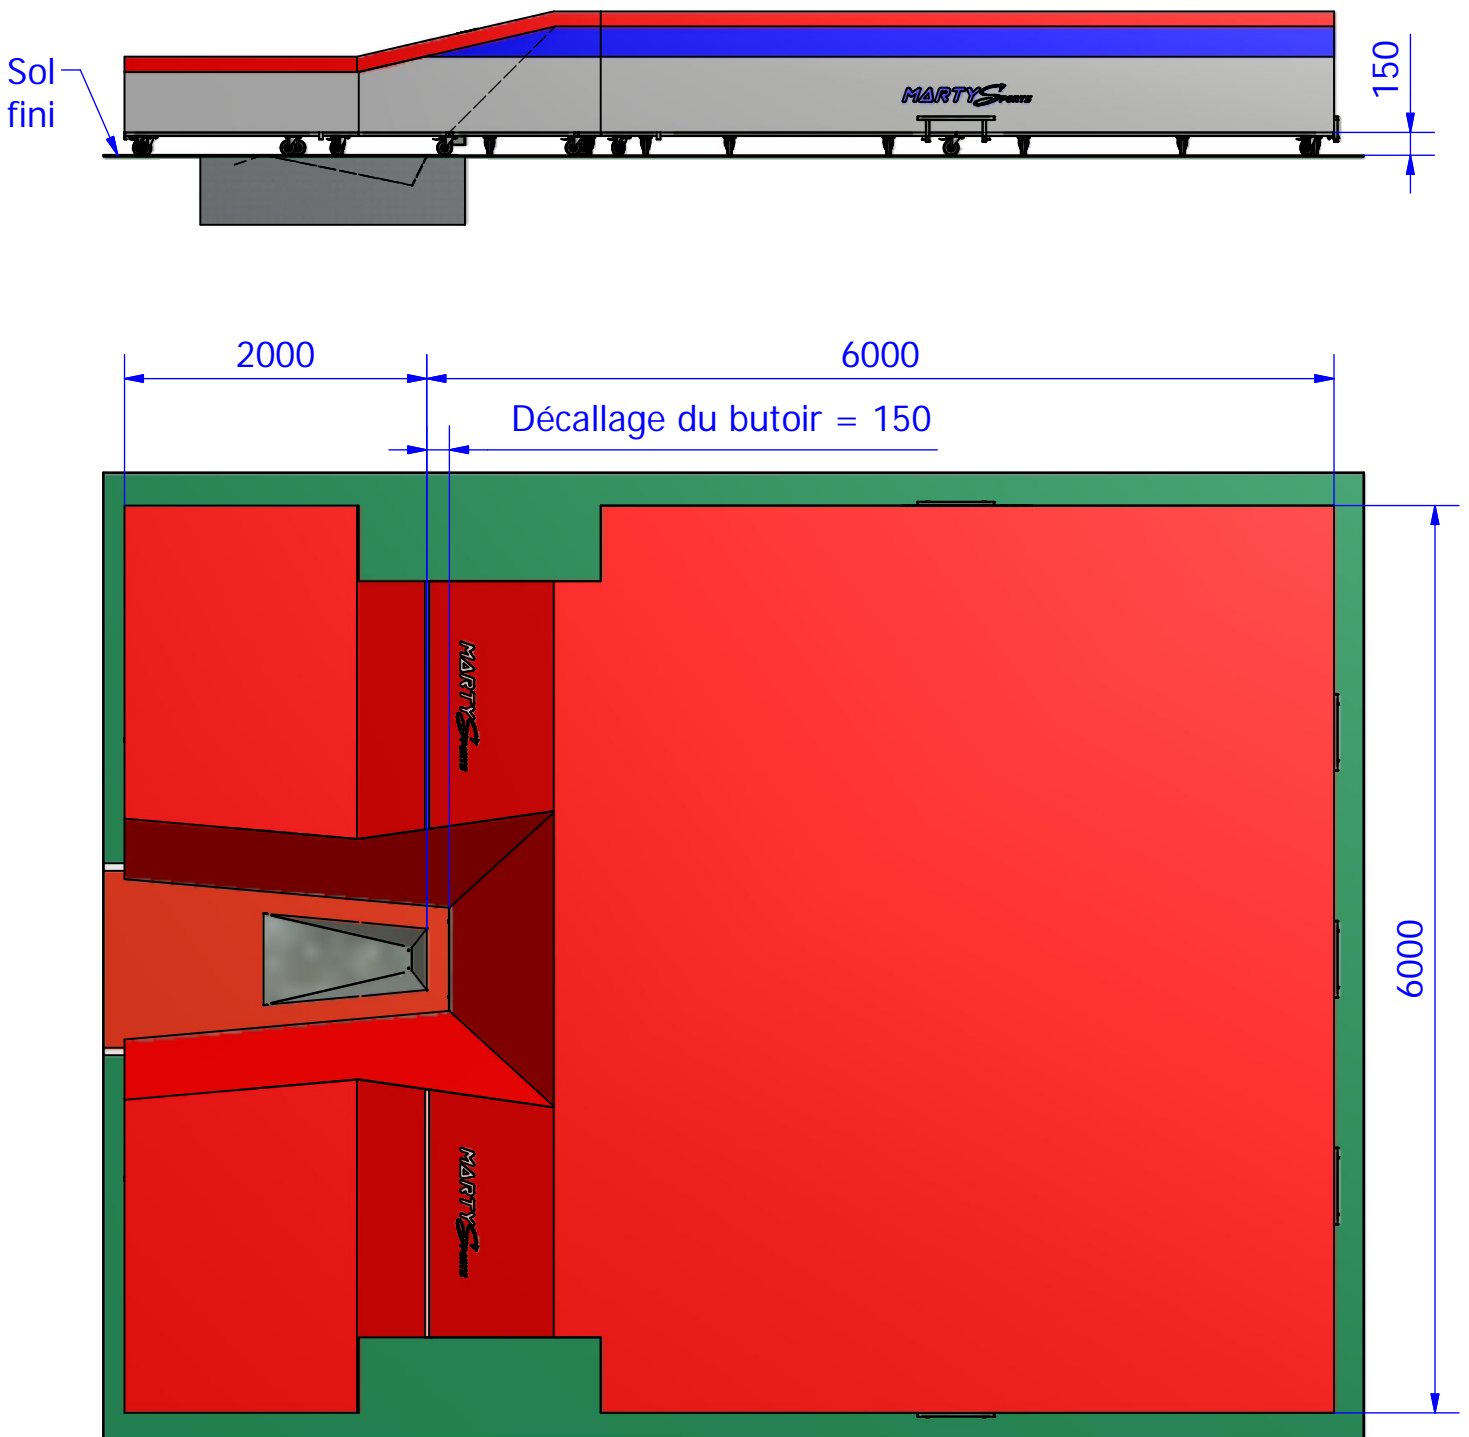 Sol
fini
MARTY SPORTS
150
2000
6000
Décallage du butoir = 150
MARTY SPORTS
6000
MARTY SPORTS